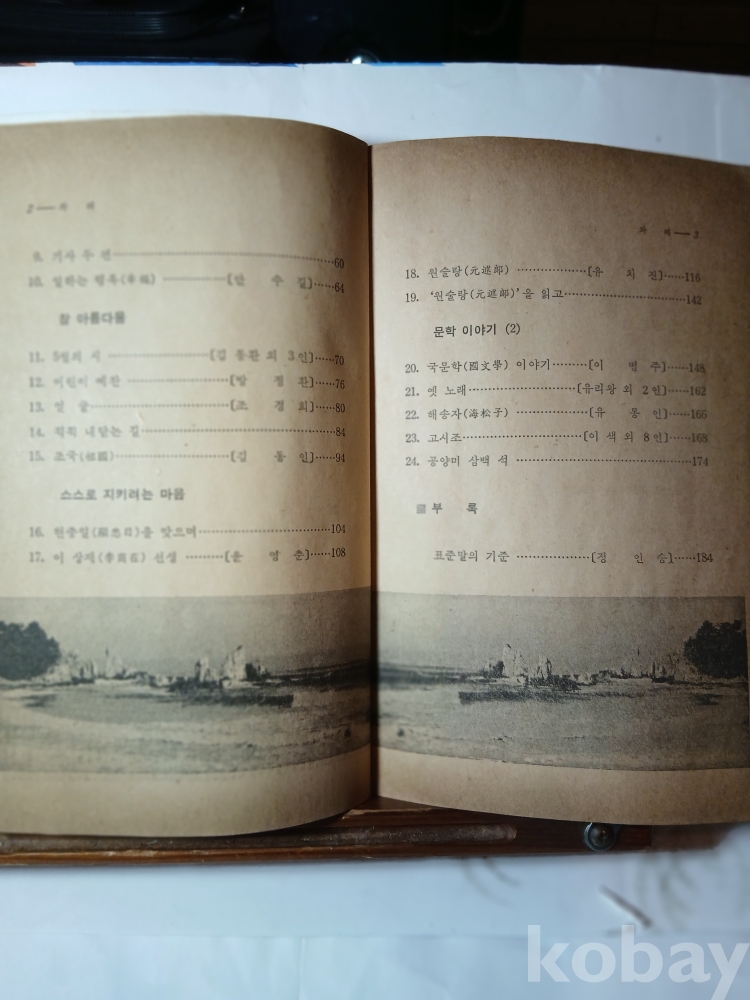 2— 차 례
9. 기사 두 편 ……………………60
10. 일하는 행복(幸福) …………〔안 수 길〕……64
참 아름다움
11. 5월의 시 ………………〔김 동환 외 3 인〕……70
12. 어린이 예찬 …………………〔방 정 환〕……76
13. 얼 굴 …………………〔조 경 희〕……80
14. 쭉쭉 내닫는 길 ……………………84
15. 조국(祖國) …………………〔김 동 인〕……94
스스로 지키려는 마음
16. 현충일(顯忠日)을 맞으며 ……………………104
17. 이 상재(李商在) 선생 ………〔윤 영 춘〕……108
차 례—3
18. 원술랑(元述郎) ………………〔유 치 진〕……116
19. ‘원술랑(元述郎)’을 읽고 ……………………142
문학 이야기 (2)
20. 국문학(國文學) 이야기 ………〔이 병 주〕……148
21. 옛 노래 …………………〔유리왕 외 2 인〕……162
22. 해송자(海松子) ………………〔유 몽 인〕……166
23. 고시조 …………………〔이 색 외 8 인〕……168
24. 공양미 삼백 석 ……………………174
▩부 록
표준말의 기준 ………………〔정 인 승〕……184
kobay